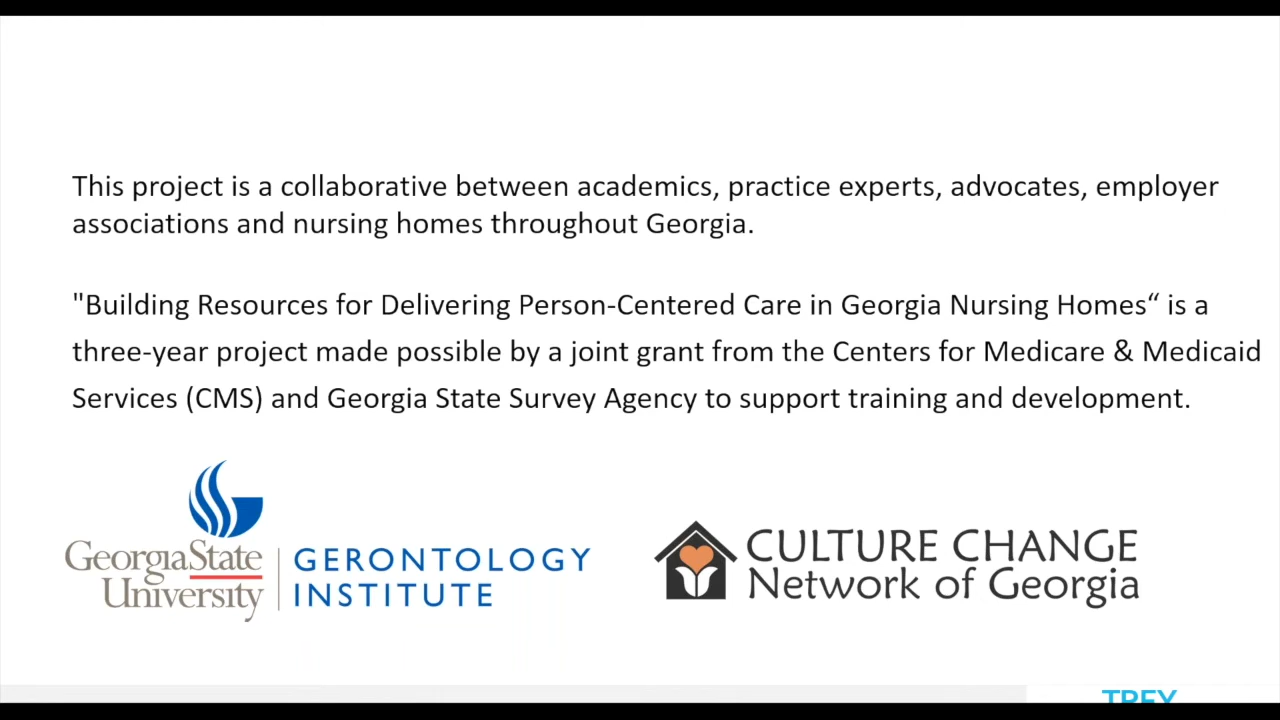 This project is a collaborative between academics, practice experts, advocates, employer
associations and nursing homes throughout Georgia.
"Building Resources for Delivering Person-Centered Care in Georgia Nursing Homes“ is a
three-year project made possible by a joint grant from the Centers for Medicare & Medicaid
Services (CMS) and Georgia State Survey Agency to support training and development.
GeorgiaState
University
GERONTOLOGY
INSTITUTE
CULTURE CHANGE
Network of Georgia